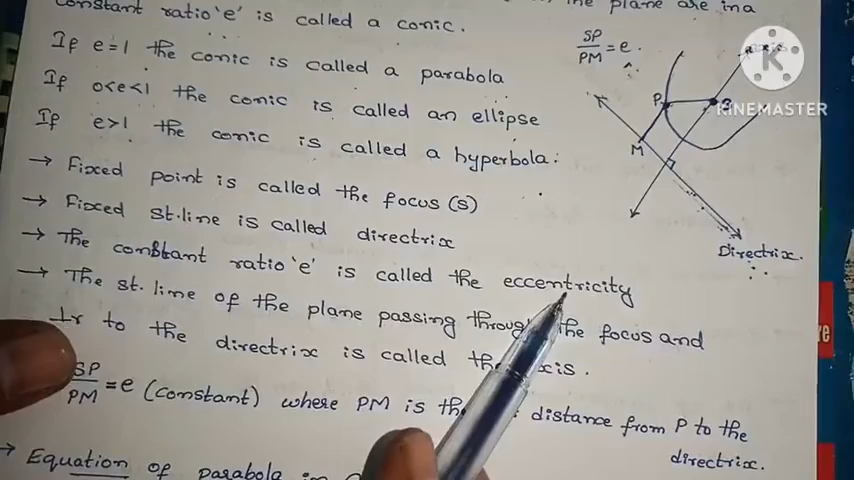 the plane are in a
constant ratio 'e' is called a conic.
If e=1 the conic is called a parabola
If 0<e<1 the conic is called an ellipse
If e>1 the conic is called a hyperbola.
→ Fixed point is called the focus (S)
→ Fixed st.line is called directrix
→ The constant ratio 'e' is called the eccentricity
→ The st.line of the plane passing through the focus and
⊥r to the directrix is called the axis.
SP/PM = e (constant) where PM is the distance from P to the
directrix.
→ Equation of parabola in
SP/PM = e.
P
S
M
Directrix.
K
KINEMASTER